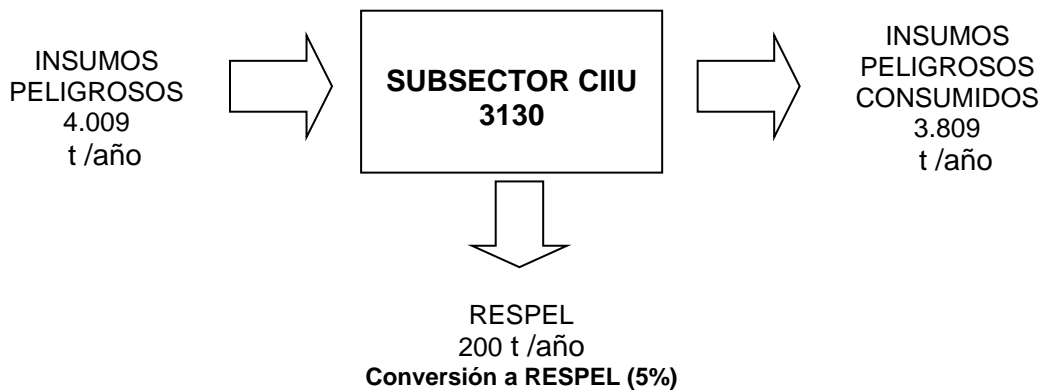 INSUMOS
PELIGROSOS
4.009
t /año
SUBSECTOR CIIU
3130
INSUMOS
PELIGROSOS
CONSUMIDOS
3.809
t /año
RESPEL
200 t /año
Conversión a RESPEL (5%)